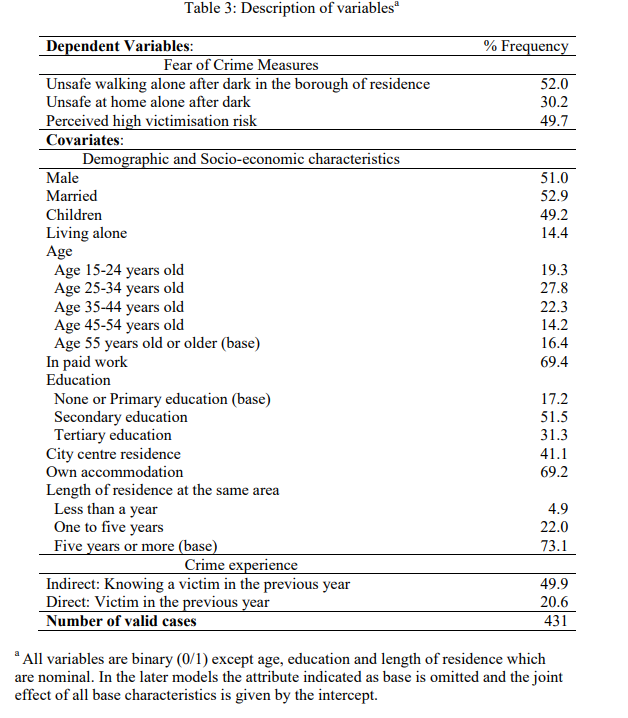 Table 3: Description of variablesa
Dependent Variables: % Frequency
Fear of Crime Measures
Unsafe walking alone after dark in the borough of residence 52.0
Unsafe at home alone after dark 30.2
Perceived high victimisation risk 49.7
Covariates:
Demographic and Socio-economic characteristics
Male 51.0
Married 52.9
Children 49.2
Living alone 14.4
Age
Age 15-24 years old 19.3
Age 25-34 years old 27.8
Age 35-44 years old 22.3
Age 45-54 years old 14.2
Age 55 years old or older (base) 16.4
In paid work 69.4
Education
None or Primary education (base) 17.2
Secondary education 51.5
Tertiary education 31.3
City centre residence 41.1
Own accommodation 69.2
Length of residence at the same area
Less than a year 4.9
One to five years 22.0
Five years or more (base) 73.1
Crime experience
Indirect: Knowing a victim in the previous year 49.9
Direct: Victim in the previous year 20.6
Number of valid cases 431
a All variables are binary (0/1) except age, education and length of residence which
are nominal. In the later models the attribute indicated as base is omitted and the joint
effect of all base characteristics is given by the intercept.